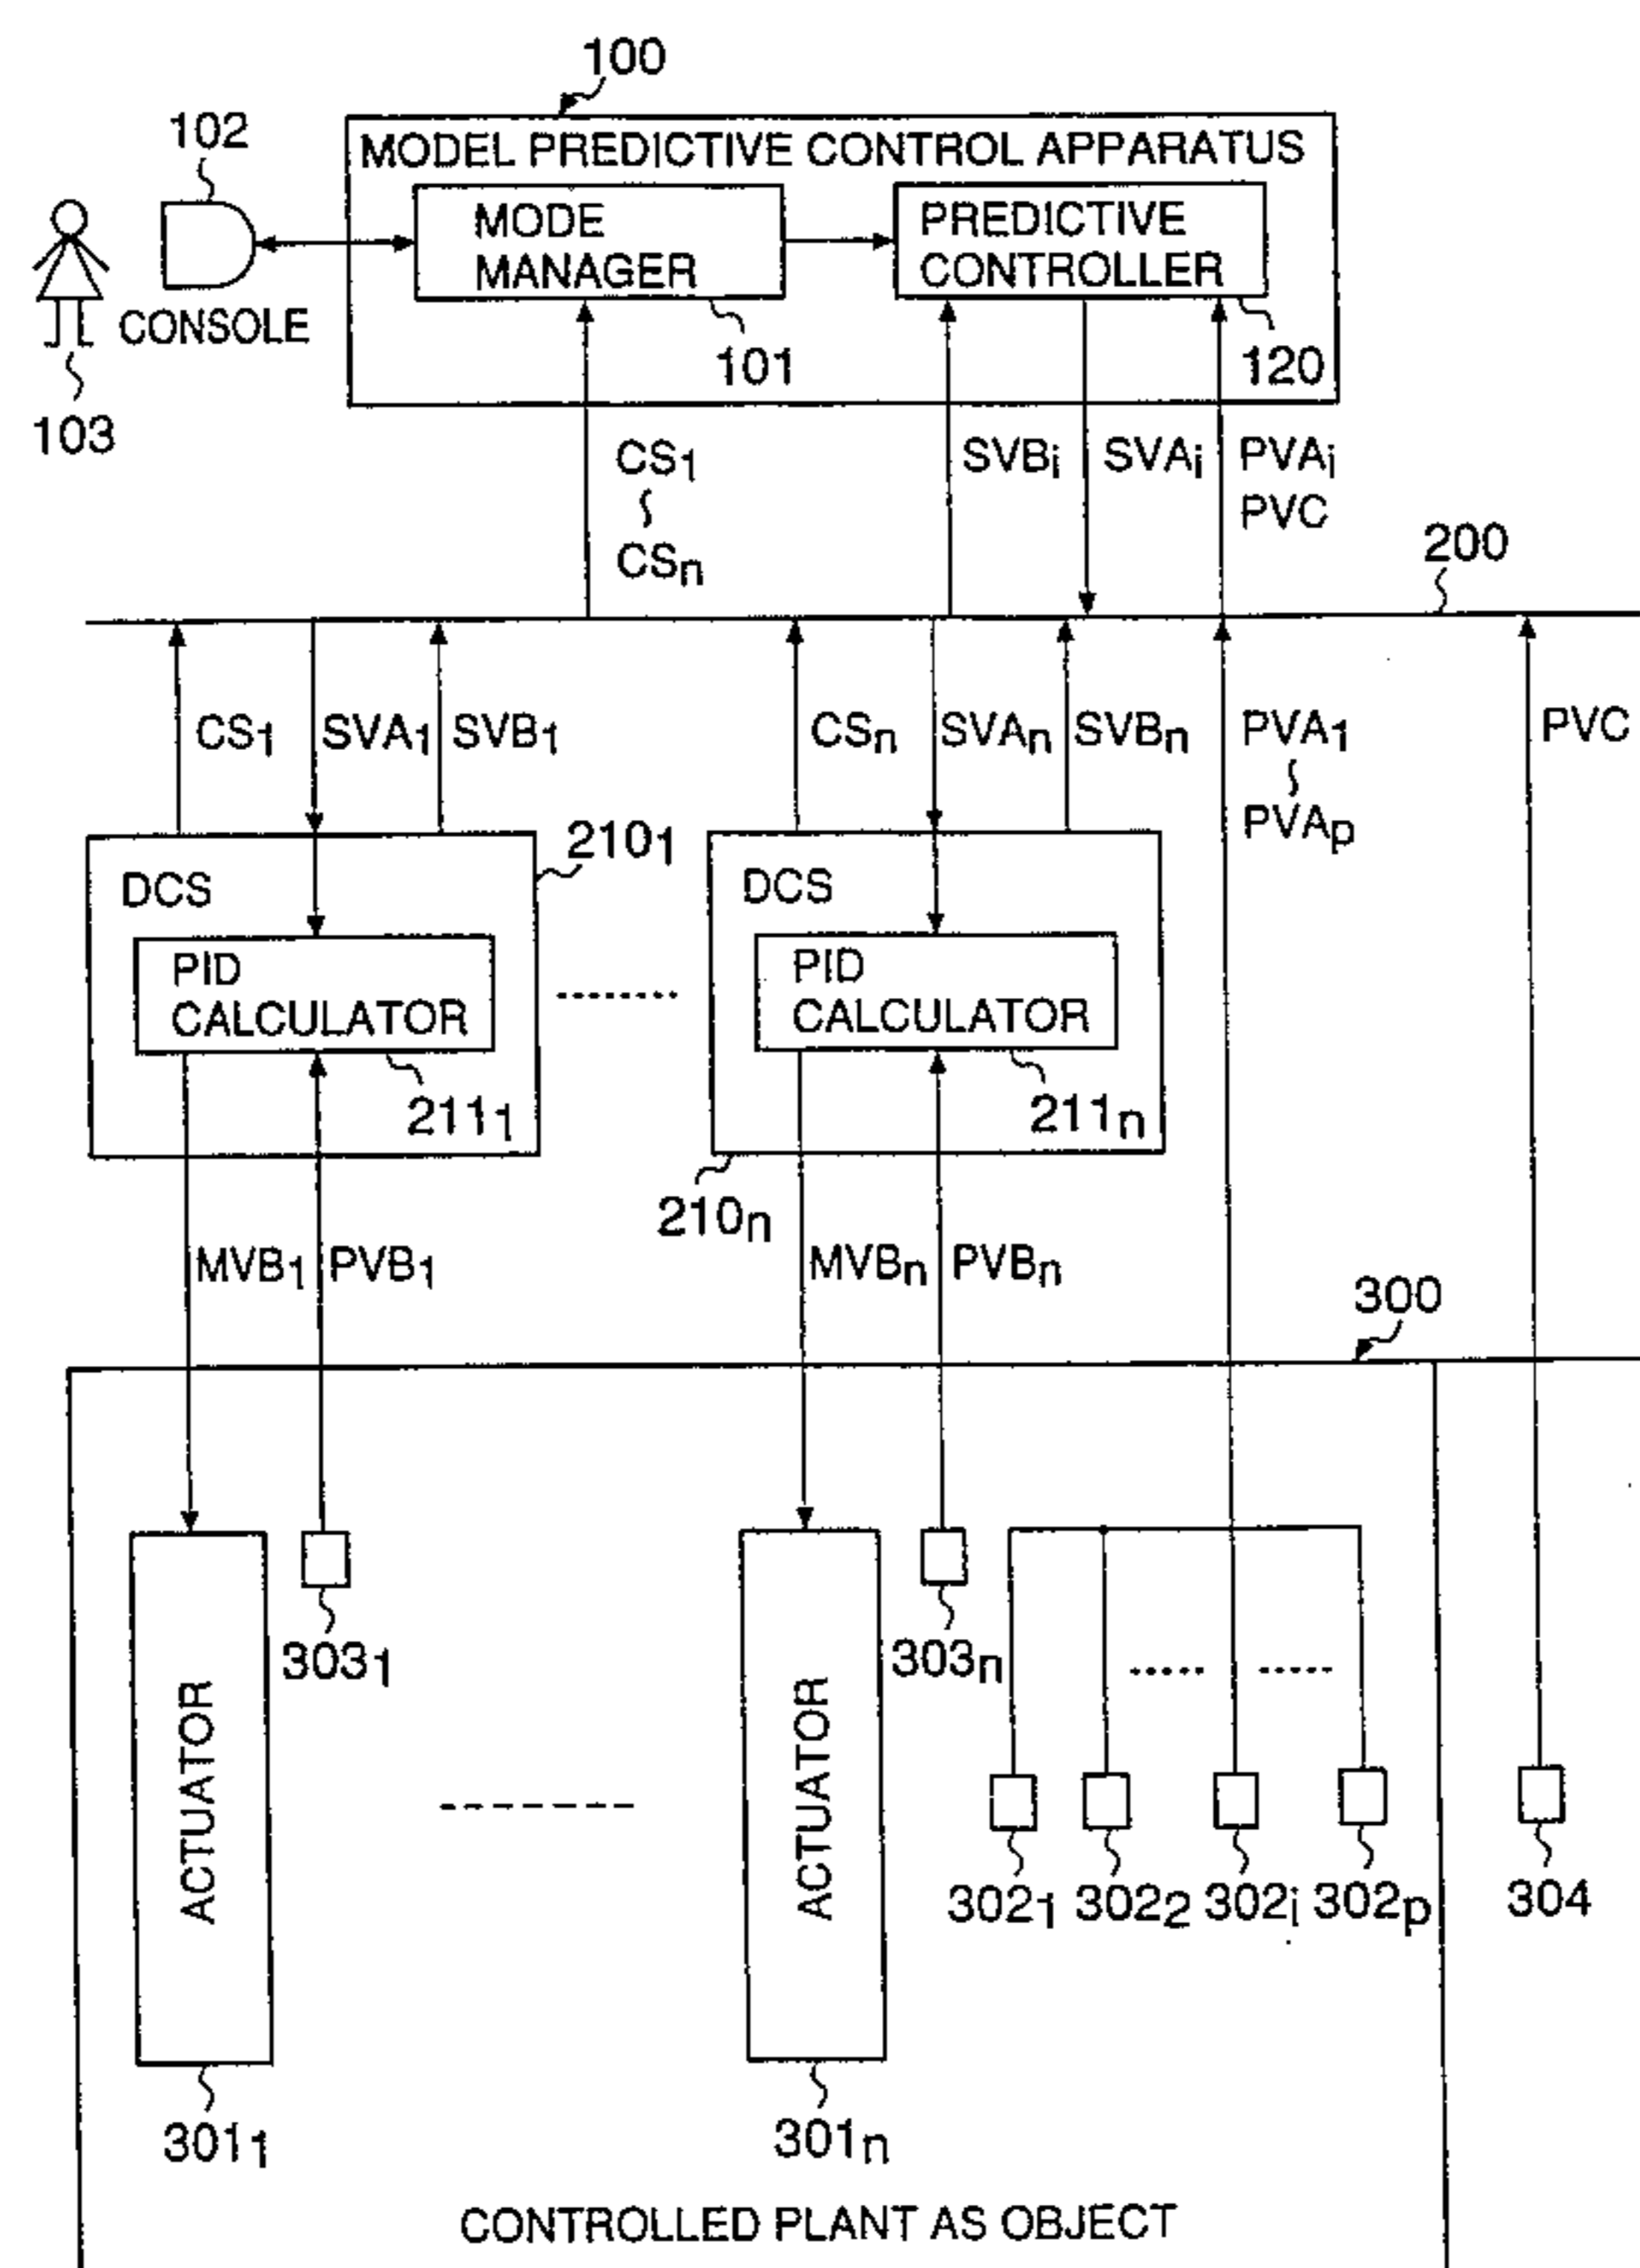 100
102
MODEL PREDICTIVE CONTROL APPARATUS
MODE
MANAGER
PREDICTIVE
CONTROLLER
CONSOLE
101
120
103
CS1
CSn
SVBi
SVAi
PVAi
PVC
200
CS1
SVA1
SVB1
CSn
SVAn
SVBn
PVA1
PVAp
PVC
2101
DCS
PID
CALCULATOR
2111
DCS
PID
CALCULATOR
211n
210n
MVB1
PVB1
MVBn
PVBn
300
3031
303n
ACTUATOR
ACTUATOR
3021
3022
302i
302p
304
3011
301n
CONTROLLED PLANT AS OBJECT